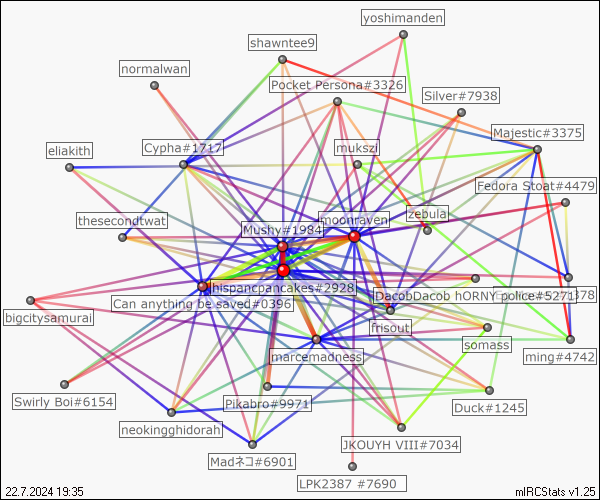 yoshimanden
shawntee9
normalwan
Pocket Persona#3326
Silver#7938
Majestic#3375
mukszi
Cypha#1717
eliakith
Fedora Stoat#4479
zebula
thesecondtwat
moonraven
Mushy#1984
hispancpancakes#2928
DacobDacob hORNY police#5271
378
Can anything be saved#0396
bigcitysamurai
frisout
somass
marcemadness
ming#4742
Swirly Boi#6154
Pikabro#9971
Duck#1245
neokingghidorah
JKOUYH VIII#7034
Madネコ#6901
LPK2387 #7690
22.7.2024 19:35
mIRCStats v1.25